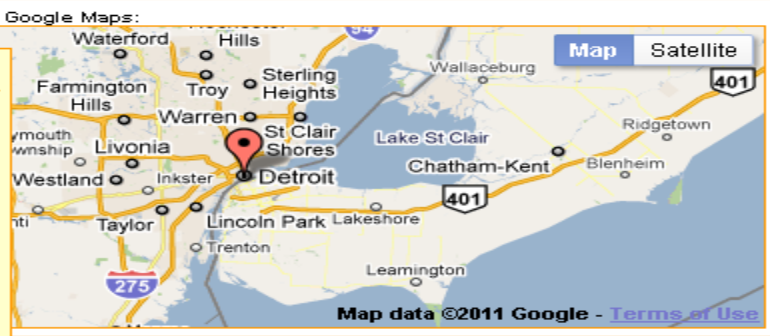 Google Maps:
94
Waterford
Hills
Map
Satellite
Wallaceburg
Sterling
Heights
Troy
Farmington
Hills
401
Warren
St Clair
Shores
Lake St Clair
Ridgetown
Livonia
Chatham-Kent
Blenheim
Westland
Inkster
Detroit
401
Taylor
Lincoln Park
Lakeshore
Trenton
Leamington
275
Map data ©2011 Google - Terms of Use